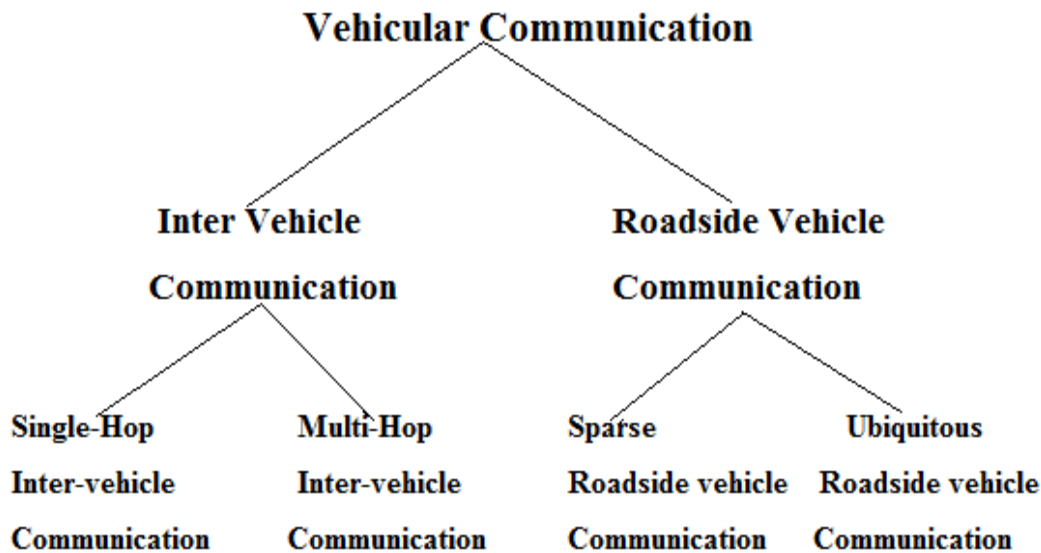 Vehicular Communication
Inter Vehicle
Communication
Roadside Vehicle
Communication
Single-Hop
Inter-vehicle
Communication
Multi-Hop
Inter-vehicle
Communication
Sparse
Roadside vehicle
Communication
Ubiquitous
Roadside vehicle
Communication